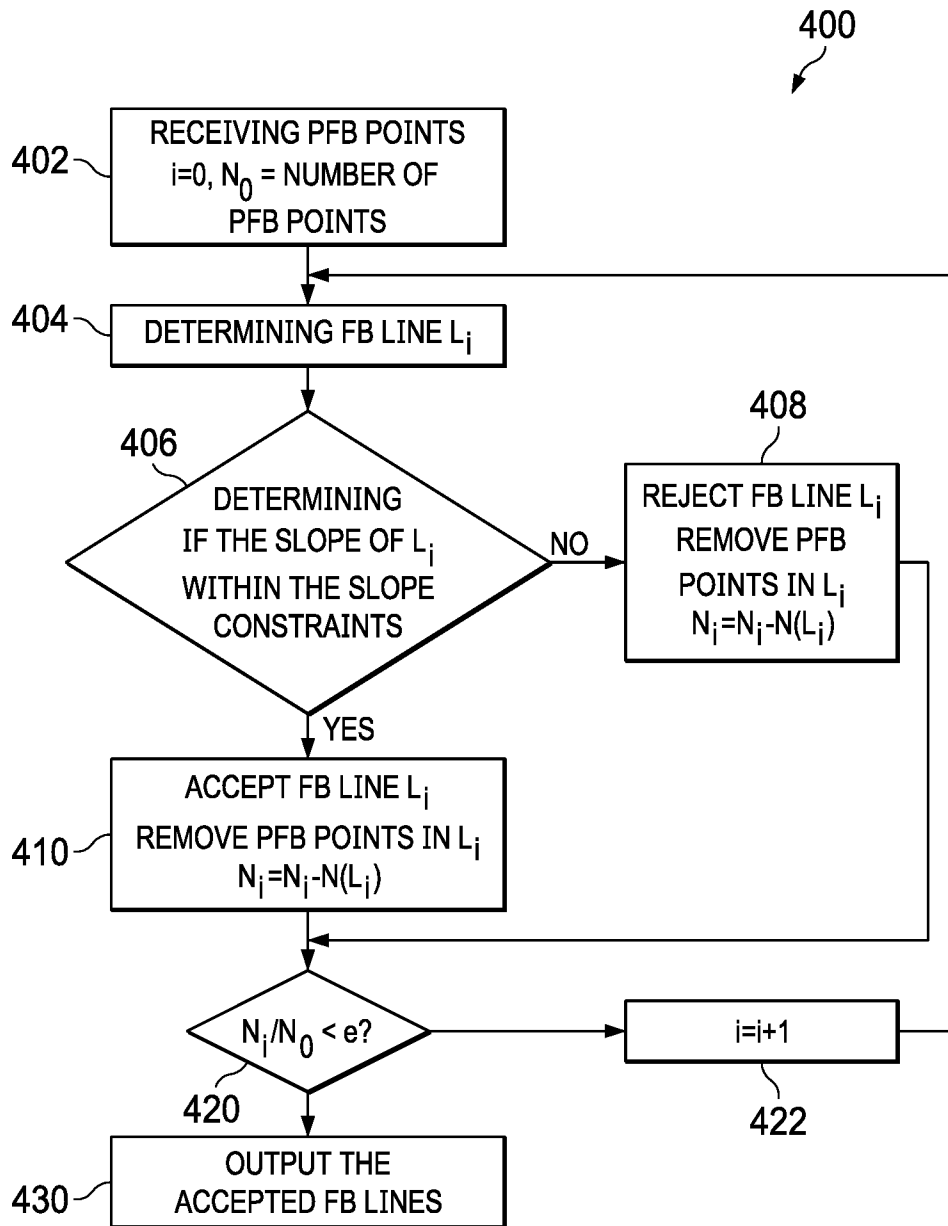 400
402
RECEIVING PFB POINTS
i=0, N₀ = NUMBER OF
PFB POINTS
404
DETERMINING FB LINE Lᵢ
406
DETERMINING
IF THE SLOPE OF Lᵢ
WITHIN THE SLOPE
CONSTRAINTS
NO
408
REJECT FB LINE Lᵢ
REMOVE PFB
POINTS IN Lᵢ
Nᵢ=Nᵢ-N(Lᵢ)
YES
410
ACCEPT FB LINE Lᵢ
REMOVE PFB POINTS IN Lᵢ
Nᵢ=Nᵢ-N(Lᵢ)
Nᵢ/N₀ < e?
420
i=i+1
422
430
OUTPUT THE
ACCEPTED FB LINES